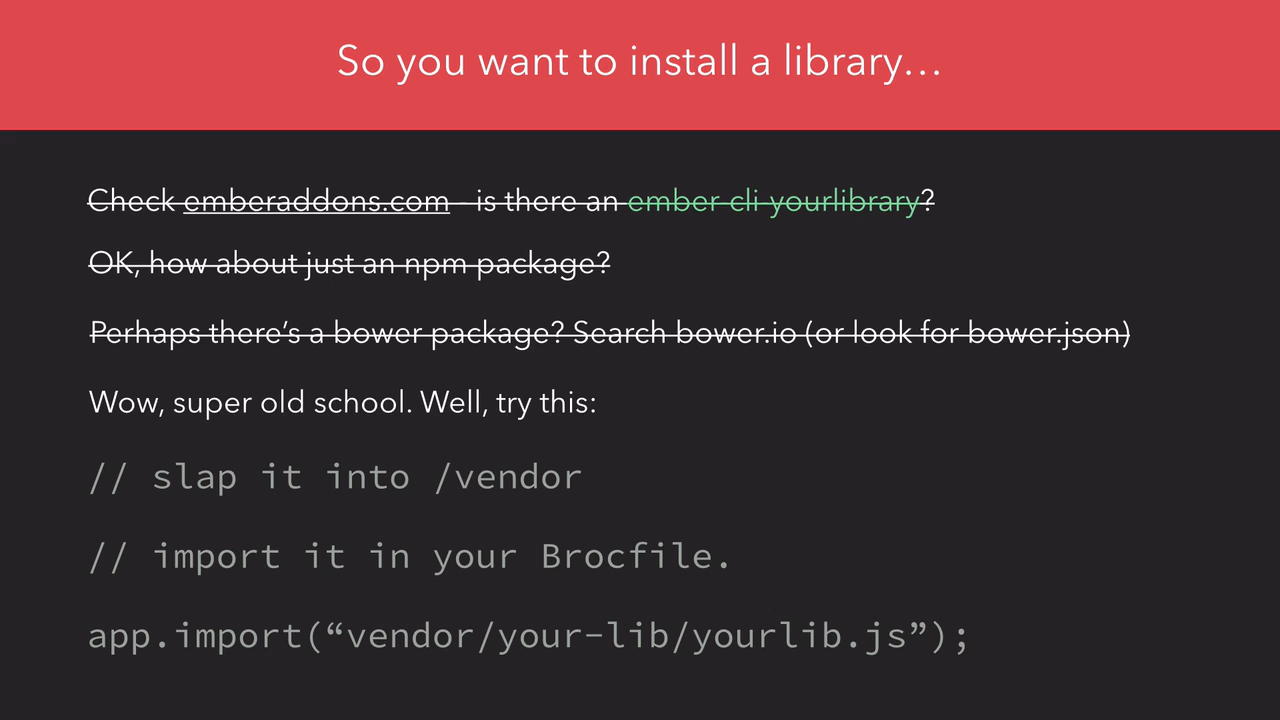 So you want to install a library…
Check emberaddons.com - is there an ember-cli-yourlibrary?
OK, how about just an npm package?
Perhaps there’s a bower package? Search bower.io (or look for bower.json)
Wow, super old school. Well, try this:
// slap it into /vendor
// import it in your Brocfile.
app.import(“vendor/your-lib/yourlib.js”);